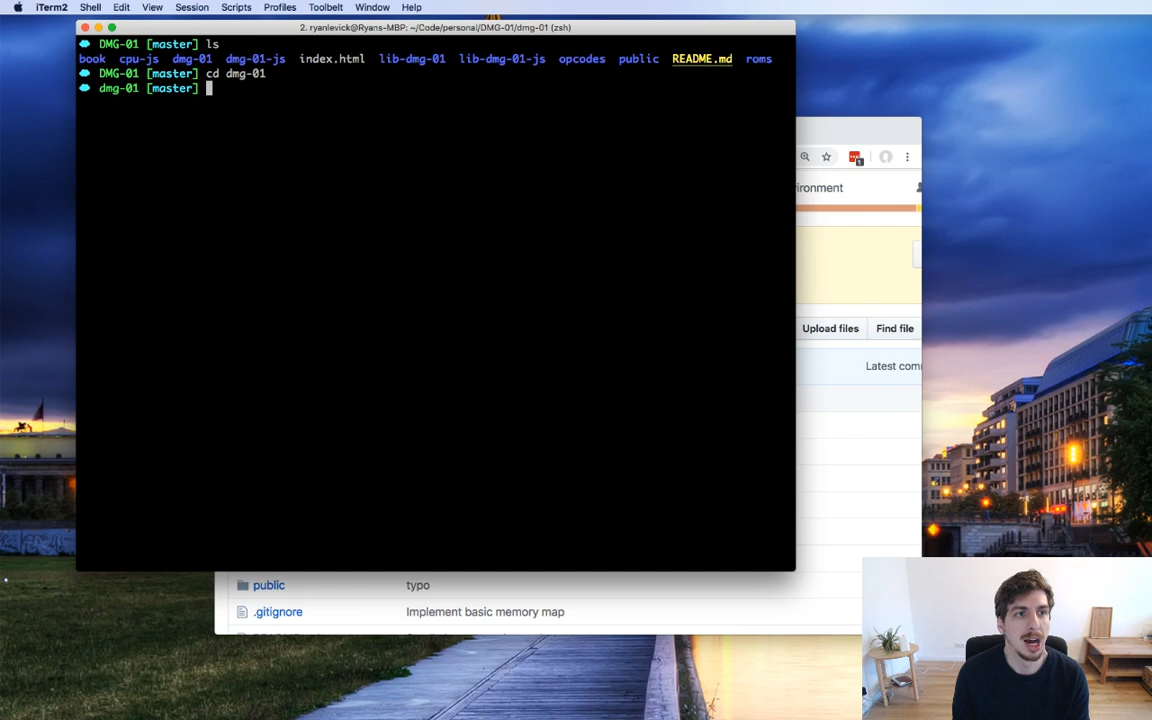 iTerm2 Shell Edit View Session Scripts Profiles Toolbelt Window Help
2. ryanlevick@Ryans-MBP: ~/Code/personal/DMG-01/dmg-01 (zsh)
DMG-01 [master] ls
book cpu-js dmg-01 dmg-01-js index.html lib-dmg-01 lib-dmg-01-js opcodes public README.md roms
DMG-01 [master] cd dmg-01
dmg-01 [master]
ironment
Upload files Find file
Latest com
public typo
.gitignore Implement basic memory map